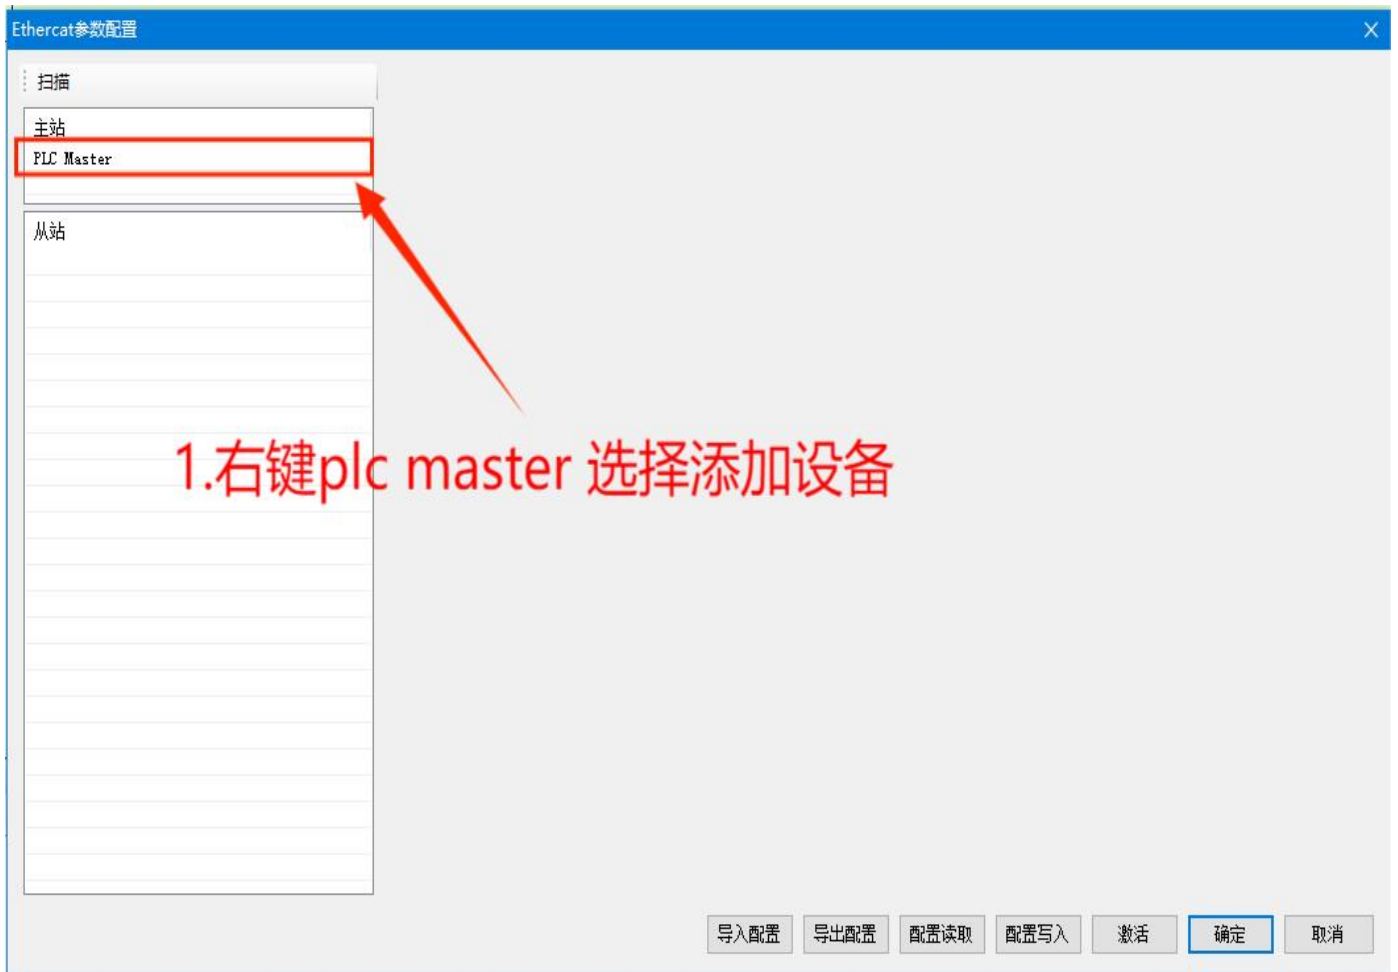 Ethercat参数配置
扫描
主站
PLC Master
从站
1.右键plc master 选择添加设备
导入配置 导出配置 配置读取 配置写入 激活 确定 取消